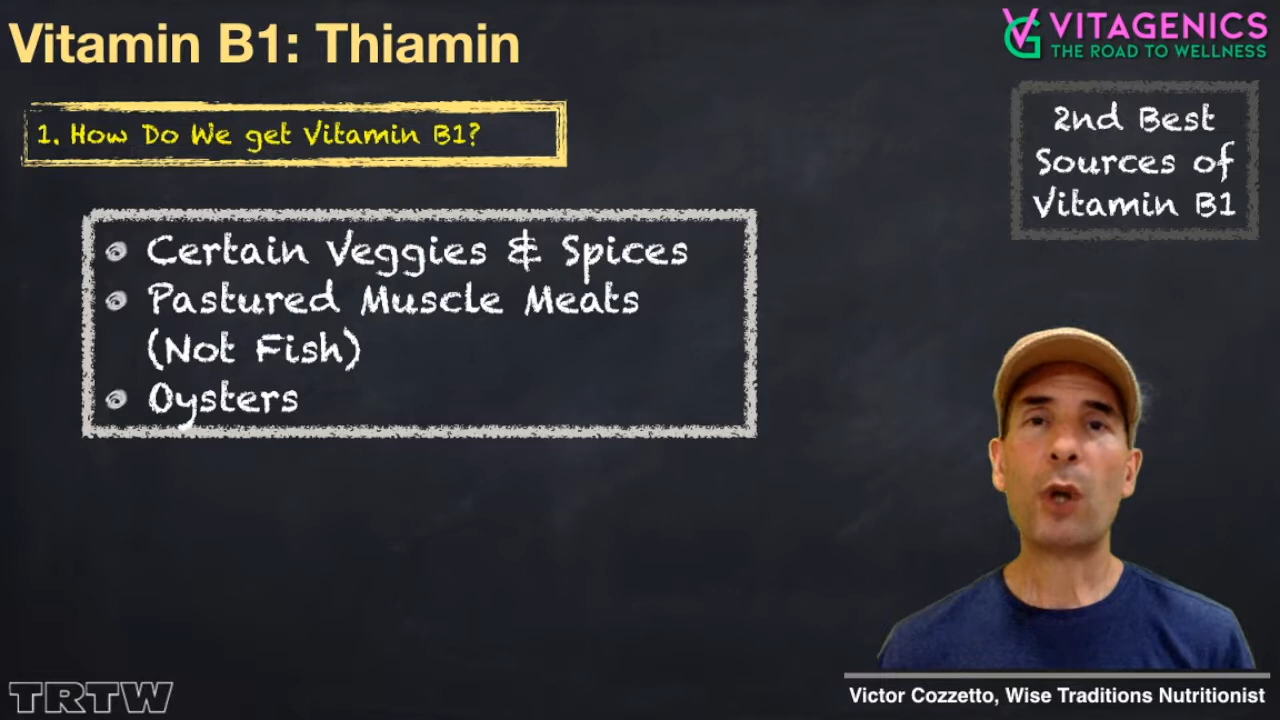 Vitamin B1: Thiamin
VITAGENICS
THE ROAD TO WELLNESS
1. How Do We get Vitamin B1?
2nd Best
Sources of
Vitamin B1
Certain Veggies & Spices
Pastured Muscle Meats
(Not Fish)
Oysters
TRTW
Victor Cozzetto, Wise Traditions Nutritionist